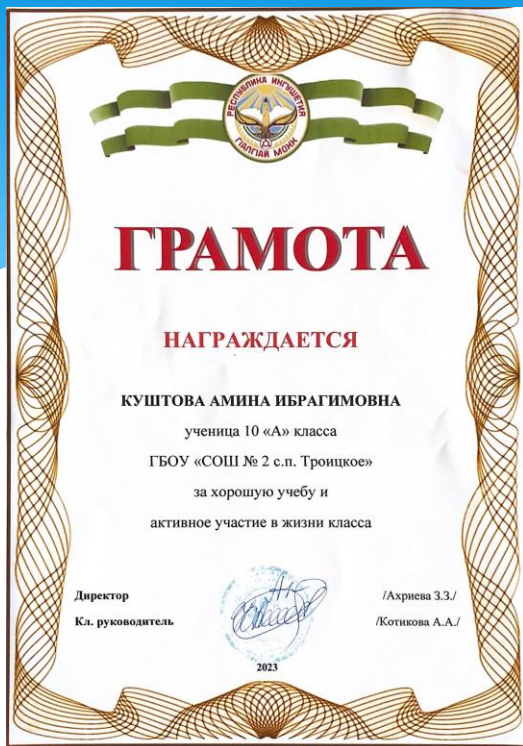 РЕСПУБЛИКА ИНГУШЕТИЯ
ГӀАЛГӀАЙ МОХК
ГРАМОТА
НАГРАЖДАЕТСЯ
КУШТОВА АМИНА ИБРАГИМОВНА
ученица 10 «А» класса
ГБОУ «СОШ № 2 с.п. Троицкое»
за хорошую учебу и
активное участие в жизни класса
Директор /Ахриева З.З./
Кл. руководитель /Котикова А.А./
2023